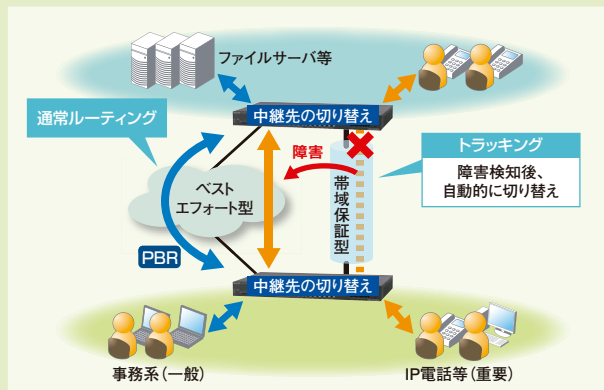 ファイルサーバ等
通常ルーティング
中継先の切り替え
トラッキング
障害検知後、
自動的に切り替え
障害
ベスト
エフォート型
帯域保証型
PBR
中継先の切り替え
事務系(一般)
IP電話等(重要)